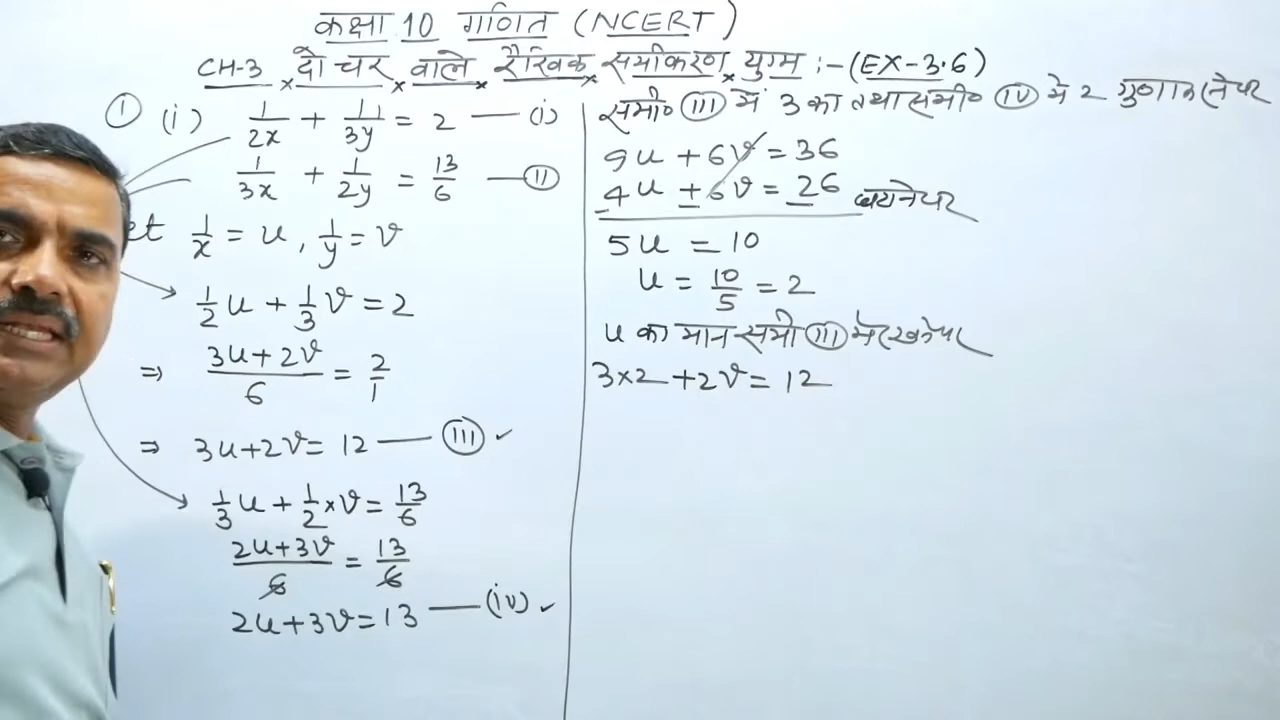 कक्षा 10 गणित (NCERT)
CH-3 × दो चर × वाले × रैखिक × समीकरण × युग्म :- (EX-3.6)
① (i) 1/2x + 1/3y = 2 — (i)
1/3x + 1/2y = 13/6 — (II)
et 1/x = u, 1/y = v
1/2 u + 1/3 v = 2
⇒ (3u+2v)/6 = 2/1
⇒ 3u+2v = 12 — (III) ✓
1/3 u + 1/2 × v = 13/6
(2u+3v)/6 = 13/6
2u+3v = 13 — (iv) ✓
समी० (III) में 3 का तथा समी० (IV) में 2 गुणा करने पर
9u + 6v = 36
4u ± 6v = 26
5u = 10
u = 10/5 = 2
u का मान समी (III) में रखने पर
3×2 + 2v = 12